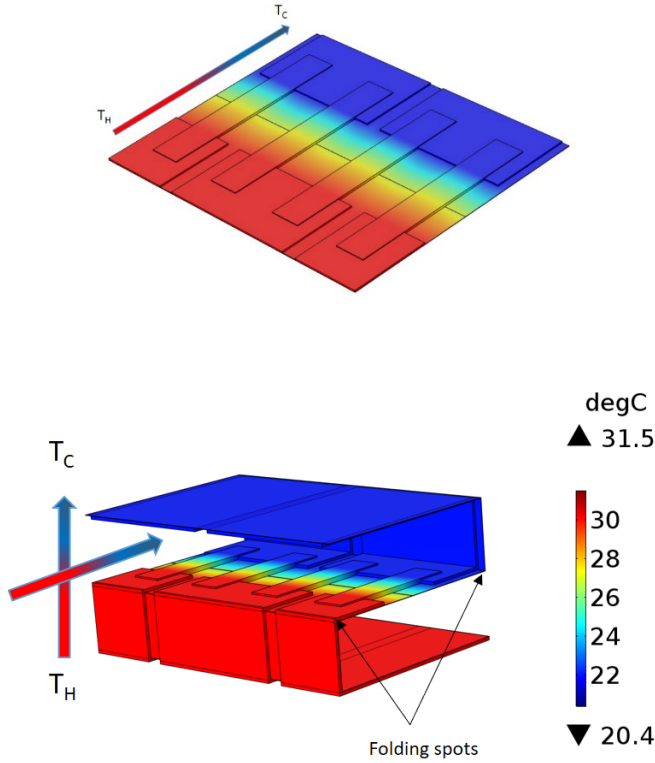 T_C
T_H
degC
▲ 31.5
T_C
30
28
26
24
22
T_H
▼ 20.4
Folding spots